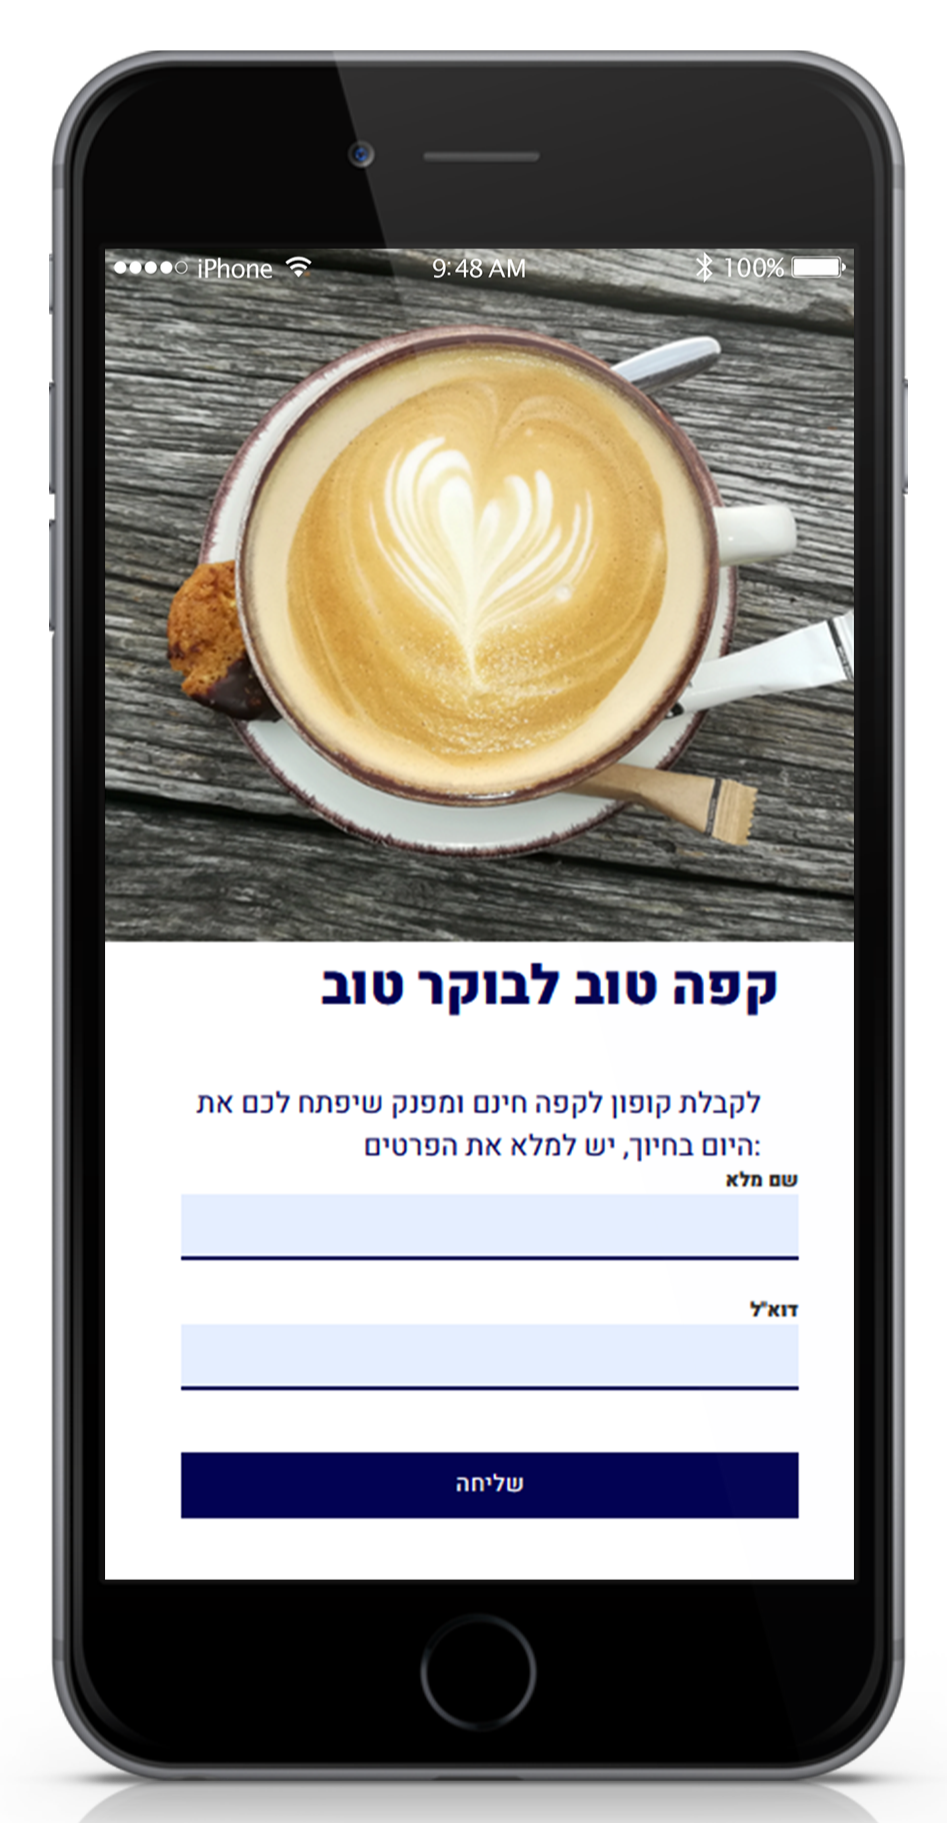 iPhone 9:48 AM 100%
קפה טוב לבוקר טוב
לקבלת קופון לקפה חינם ומפנק שיפתח לכם את
היום בחיוך, יש למלא את הפרטים:
שם מלא
דוא"ל
שליחה